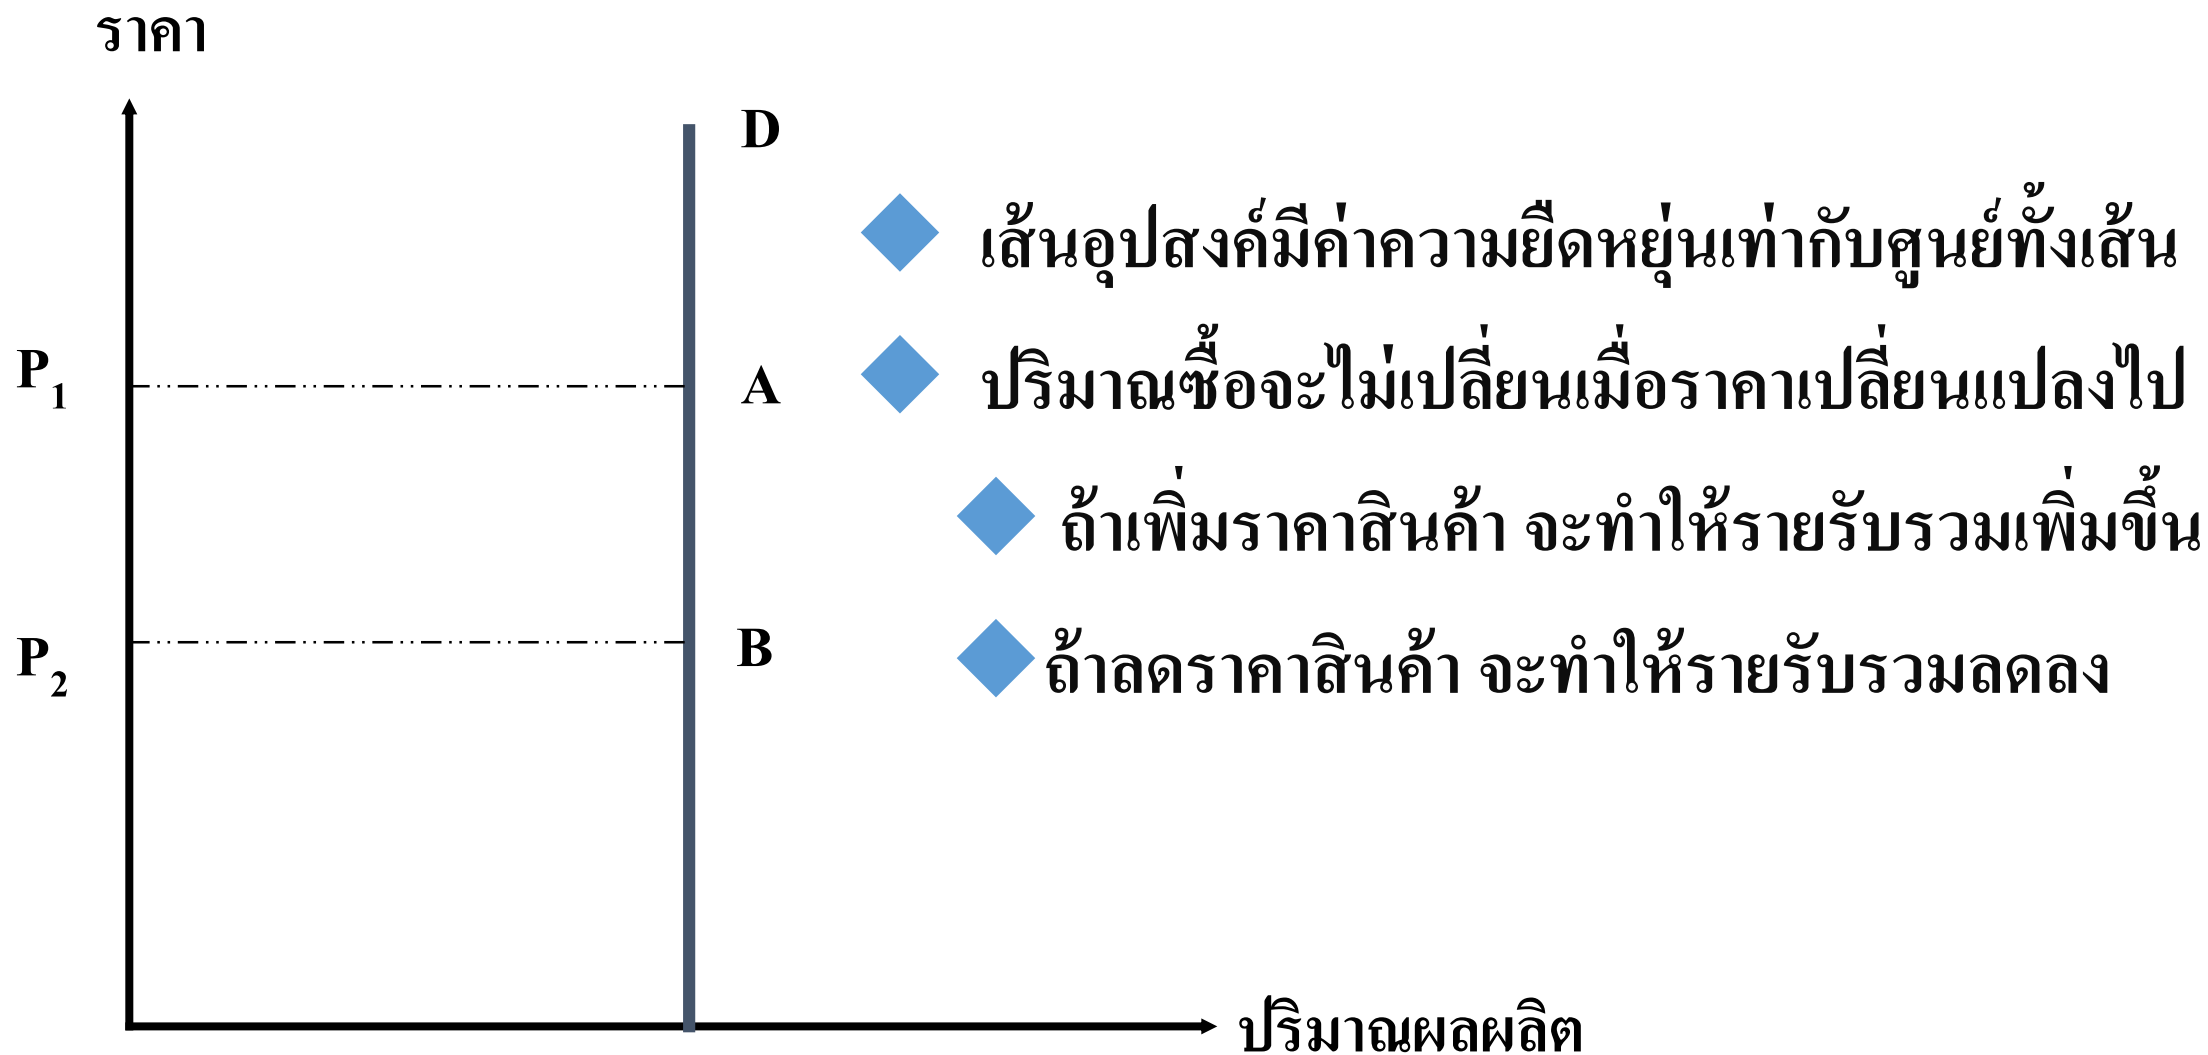 ราคา
D
เส้นอุปสงค์มีค่าความยืดหยุ่นเท่ากับศูนย์ทั้งเส้น
P1
A
ปริมาณซื้อจะไม่เปลี่ยนเมื่อราคาเปลี่ยนแปลงไป
ถ้าเพิ่มราคาสินค้า จะทำให้รายรับรวมเพิ่มขึ้น
P2
B
ถ้าลดราคาสินค้า จะทำให้รายรับรวมลดลง
ปริมาณผลผลิต